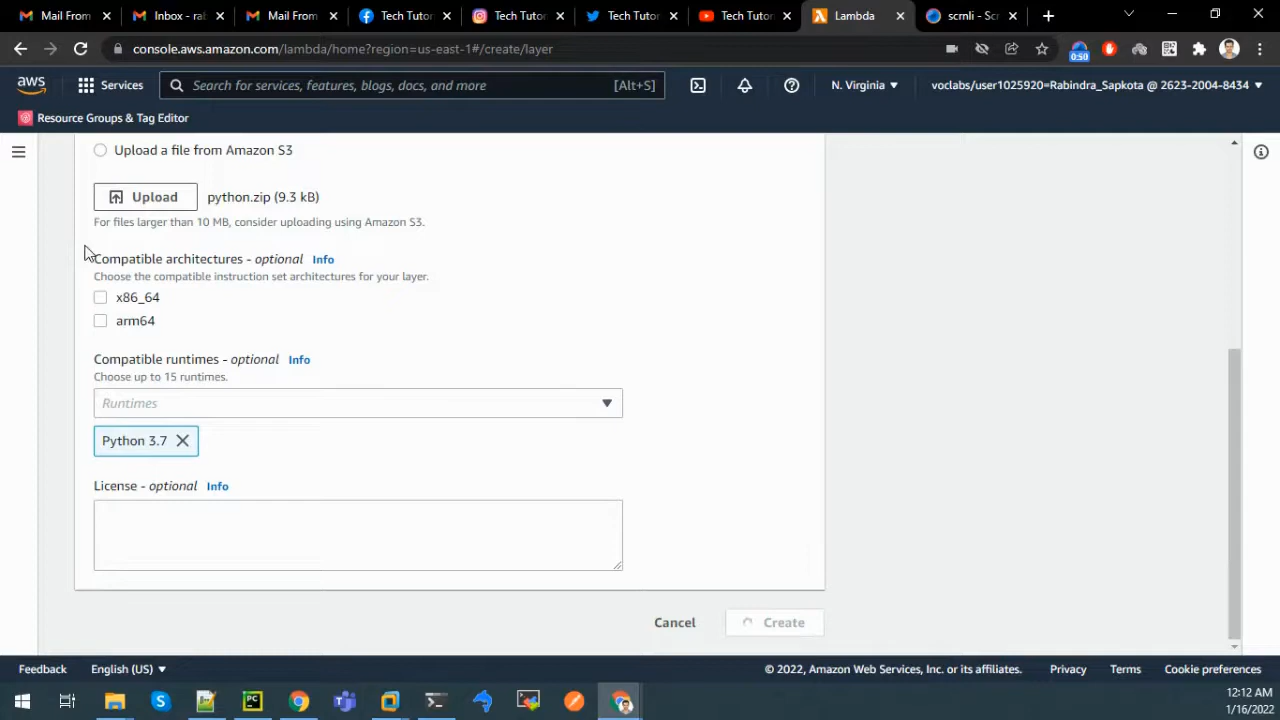 Mail From
Inbox - rab
Mail From
Tech Tutor
Tech Tutor
Tech Tutor
Tech Tutor
Lambda
scrnli - Scr
console.aws.amazon.com/lambda/home?region=us-east-1#/create/layer
0:50
aws
Services
Search for services, features, blogs, docs, and more
[Alt+S]
N. Virginia
voclabs/user1025920=Rabindra_Sapkota @ 2623-2004-8434
Resource Groups & Tag Editor
Upload a file from Amazon S3
Upload
python.zip (9.3 kB)
For files larger than 10 MB, consider uploading using Amazon S3.
Compatible architectures - optional Info
Choose the compatible instruction set architectures for your layer.
x86_64
arm64
Compatible runtimes - optional Info
Choose up to 15 runtimes.
Runtimes
Python 3.7
License - optional Info
Cancel
Create
Feedback
English (US)
© 2022, Amazon Web Services, Inc. or its affiliates.
Privacy
Terms
Cookie preferences
12:12 AM
1/16/2022